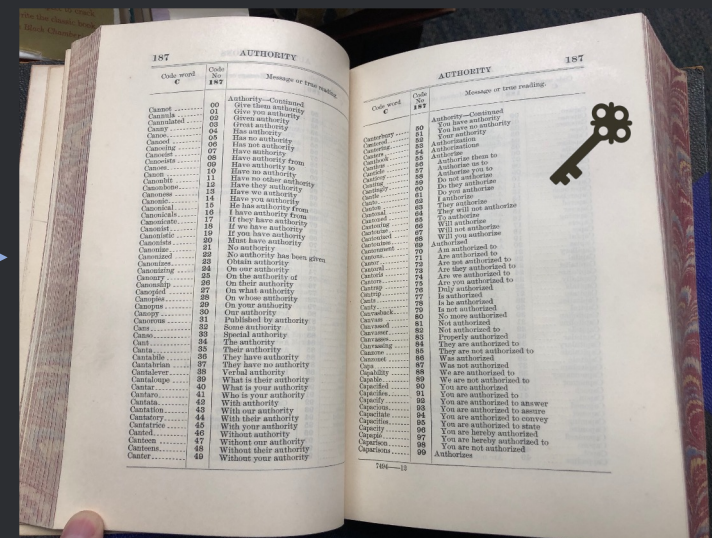 187 AUTHORITY
Code word Code Message or true reading.
No
C 187
Authority—Continued
Cannot 00 Give them authority
Cannula 01 Give you authority
Cannulated 02 Given authority
Canny 03 Great authority
Canoe 04 Has authority
Canoed 05 Has no authority
Canoeing 06 Has not authority
Canoeist 07 Have authority
Canoeists 08 Have authority from
Canoes 09 Have authority to
Canon 10 Have no authority
Canonbit 11 Have no other authority
Canonbone 12 Have they authority
Canoness 13 Have we authority
Canonic 14 Have you authority
Canonical 15 He has authority from
Canonicals 16 I have authority from
Canonicate 17 If they have authority
Canonist 18 If we have authority
Canonistic 19 If you have authority
Canonists 20 Must have authority
Canonize 21 No authority
Canonized 22 No authority has been given
Canonizes 23 Obtain authority
Canonizing 24 On our authority
Canonry 25 On the authority of
Canonship 26 On their authority
Canopied 27 On what authority
Canopies 28 On whose authority
Canopus 29 On your authority
Canopy 30 Our authority
Canorous 31 Published by authority
Cans 32 Some authority
Canso 33 Special authority
Cant 34 The authority
Canta 35 Their authority
Cantabile 36 They have authority
Cantabrian 37 They have no authority
Cantalever 38 Verbal authority
Cantaloupe 39 What is their authority
Cantar 40 What is your authority
Cantaro 41 Who is your authority
Cantata 42 With authority
Cantation 43 With our authority
Cantatory 44 With their authority
Cantatrice 45 With your authority
Canted 46 Without authority
Canteen 47 Without our authority
Canteens 48 Without their authority
Canter 49 Without your authority
AUTHORITY 187
Code word Code Message or true reading.
No
C 187
Authority—Continued
Canterbury 50 You have authority
Cantered 51 You have no authority
Cantering 52 Your authority
Canters 53 Authorization
Canthook 54 Authorizations
Canthus 55 Authorize
Canticle 56 Authorize them to
Canticoy 57 Authorize us to
Canting 58 Authorize you to
Cantingly 59 Do not authorize
Cantle 60 Do they authorize
Canto 61 Do you authorize
Canton 62 I authorize
Cantonal 63 They authorize
Cantoned 64 They will not authorize
Cantoning 65 To authorize
66 Will authorize
Cantonized 67 Will not authorize
68 Will you authorize
Cantonment 69 Authorized
Cantons 70 Am authorized to
Cantor 71 Are authorized to
Cantoral 72 Are not authorized to
Cantoris 73 Are they authorized to
Cantors 74 Are we authorized to
Cantrap 75 Are you authorized to
Cantrip 76 Duly authorized
Cants 77 Is authorized
Canty 78 Is he authorized
Canvasback 79 Is not authorized
Canvass 80 No more authorized
Canvassed 81 Not authorized
Canvasser 82 Not authorized to
Canvasses 83 Properly authorized
Canvassing 84 They are authorized to
Canzone 85 They are not authorized to
Canzonet 86 Was authorized
Capa 87 Was not authorized
Capability 88 We are authorized to
Capable 89 We are not authorized to
Capacified 90 You are authorized
Capacifies 91 You are authorized to
Capacify 92 You are authorized to answer
Capacious 93 You are authorized to assure
Capacitate 94 You are authorized to convey
Capacities 95 You are authorized to state
Capacity 96 You are hereby authorized
Capapie 97 You are hereby authorized to
Caparison 98 You are not authorized
Caparisons 99 Authorizes
7494——13